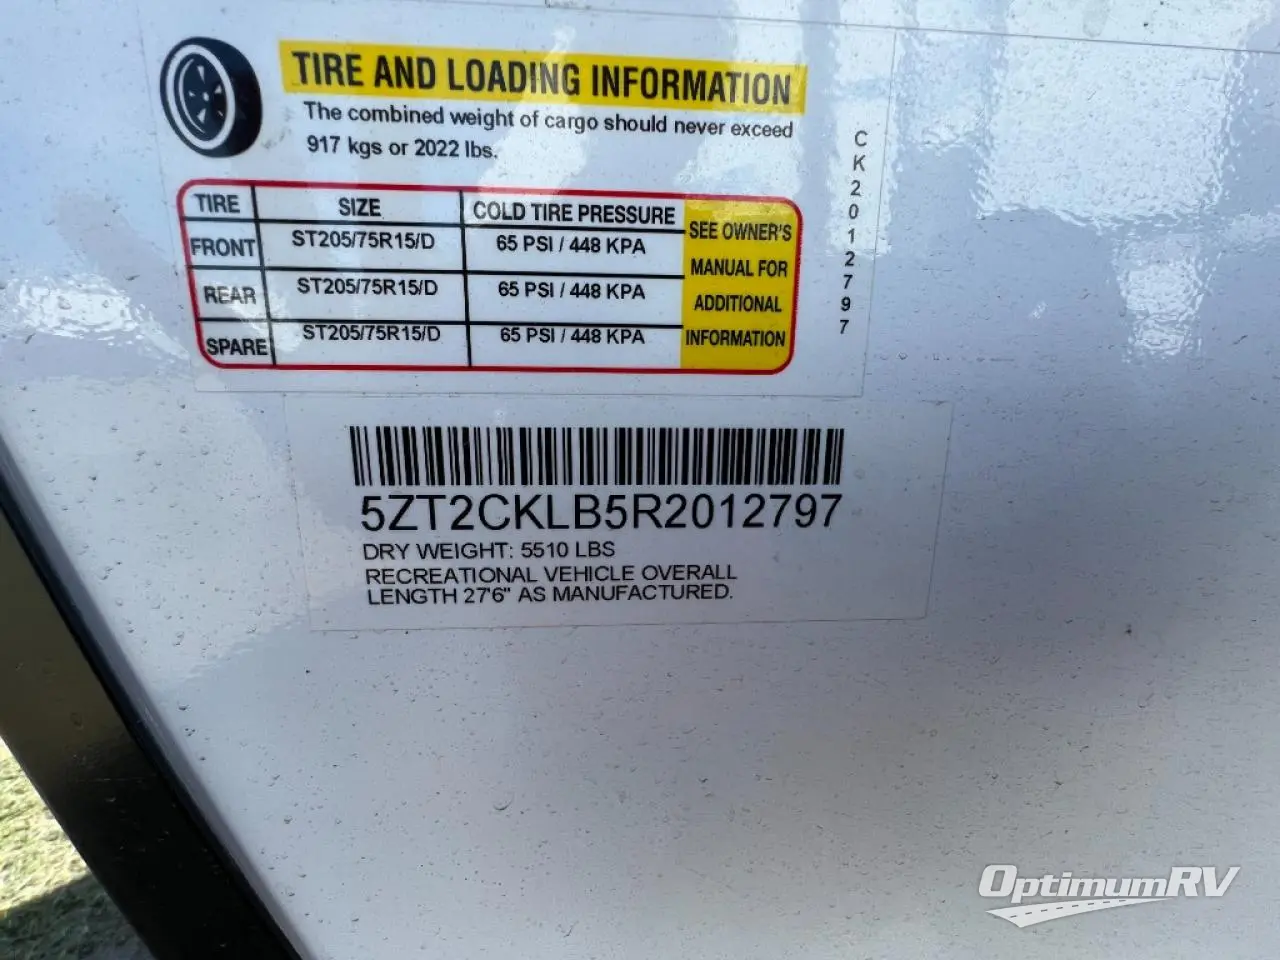 TIRE AND LOADING INFORMATION
The combined weight of cargo should never exceed
917 kgs or 2022 lbs.
TIRE SIZE COLD TIRE PRESSURE
FRONT ST205/75R15/D 65 PSI / 448 KPA
REAR ST205/75R15/D 65 PSI / 448 KPA
SPARE ST205/75R15/D 65 PSI / 448 KPA
SEE OWNER'S
MANUAL FOR
ADDITIONAL
INFORMATION
CK2012797
5ZT2CKLB5R2012797
DRY WEIGHT: 5510 LBS
RECREATIONAL VEHICLE OVERALL
LENGTH 27'6" AS MANUFACTURED.
OptimumRV